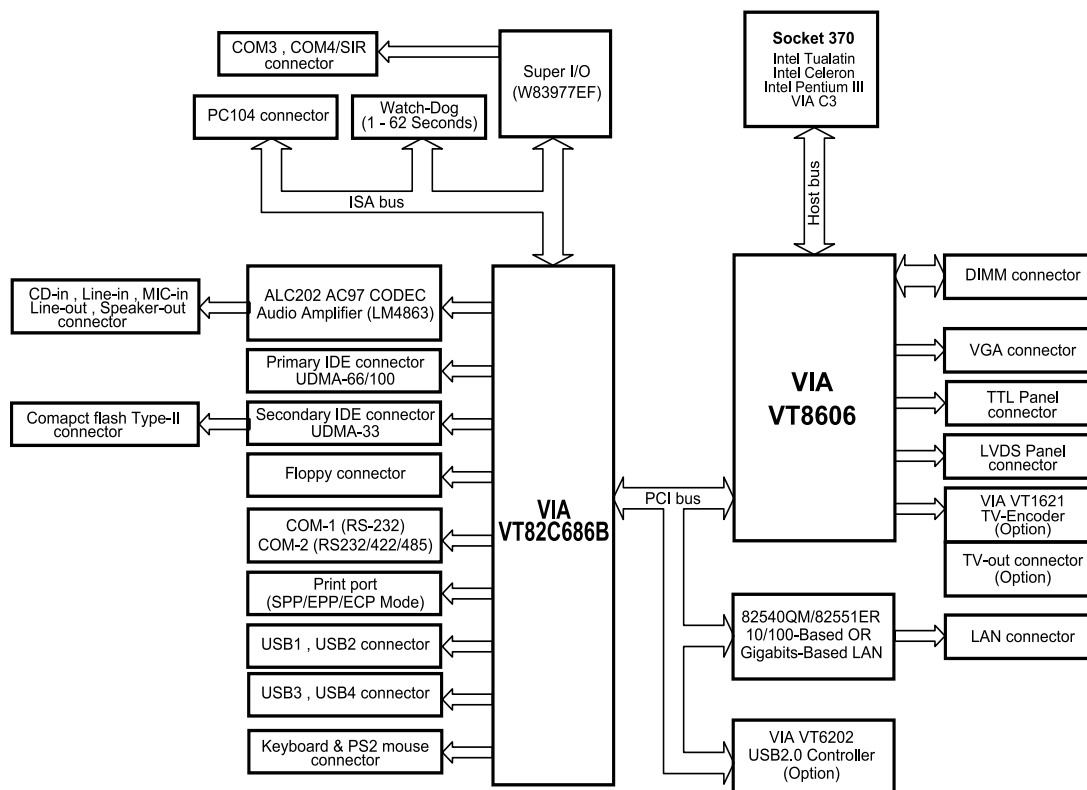 COM3 , COM4/SIR
connector
Super I/O
(W83977EF)
Socket 370
Intel Tualatin
Intel Celeron
Intel Pentium III
VIA C3
PC104 connector
Watch-Dog
(1 - 62 Seconds)
ISA bus
Host bus
CD-in , Line-in , MIC-in
Line-out , Speaker-out
connector
ALC202 AC97 CODEC
Audio Amplifier (LM4863)
Primary IDE connector
UDMA-66/100
Comapct flash Type-II
connector
Secondary IDE connector
UDMA-33
Floppy connector
COM-1 (RS-232)
COM-2 (RS232/422/485)
Print port
(SPP/EPP/ECP Mode)
USB1 , USB2 connector
USB3 , USB4 connector
Keyboard & PS2 mouse
connector
VIA
VT82C686B
PCI bus
VIA
VT8606
DIMM connector
VGA connector
TTL Panel
connector
LVDS Panel
connector
VIA VT1621
TV-Encoder
(Option)
TV-out connector
(Option)
82540QM/82551ER
10/100-Based OR
Gigabits-Based LAN
LAN connector
VIA VT6202
USB2.0 Controller
(Option)